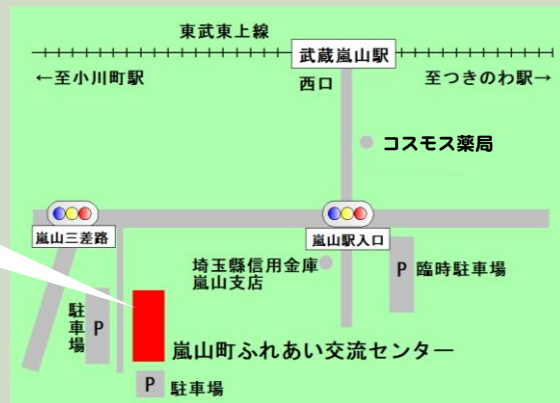 東武東上線
武蔵嵐山駅
←至小川町駅
西口
至つきのわ駅→
コスモス薬局
嵐山三差路
嵐山駅入口
埼玉縣信用金庫
嵐山支店
P 臨時駐車場
駐車場
P
嵐山町ふれあい交流センター
P 駐車場